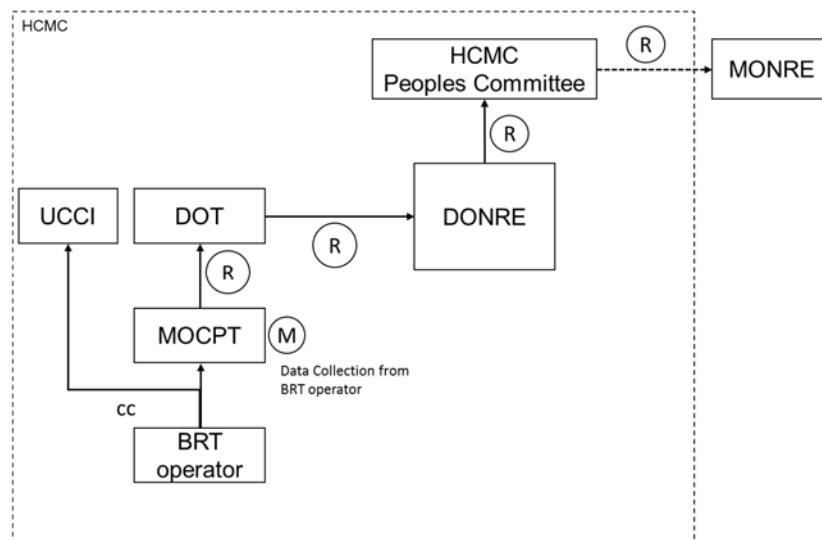 HCMC
HCMC
Peoples Committee
R
MONRE
R
UCCI
DOT
R
DONRE
R
MOCPT
M
Data Collection from
BRT operator
cc
BRT
operator